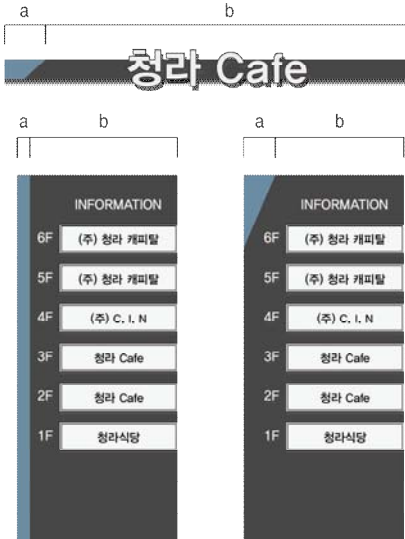 a b
청라 Cafe
a b
INFORMATION
6F (주) 청라 캐피탈
5F (주) 청라 캐피탈
4F (주) C. I. N
3F 청라 Cafe
2F 청라 Cafe
1F 청라식당
a b
INFORMATION
6F (주) 청라 캐피탈
5F (주) 청라 캐피탈
4F (주) C. I. N
3F 청라 Cafe
2F 청라 Cafe
1F 청라식당